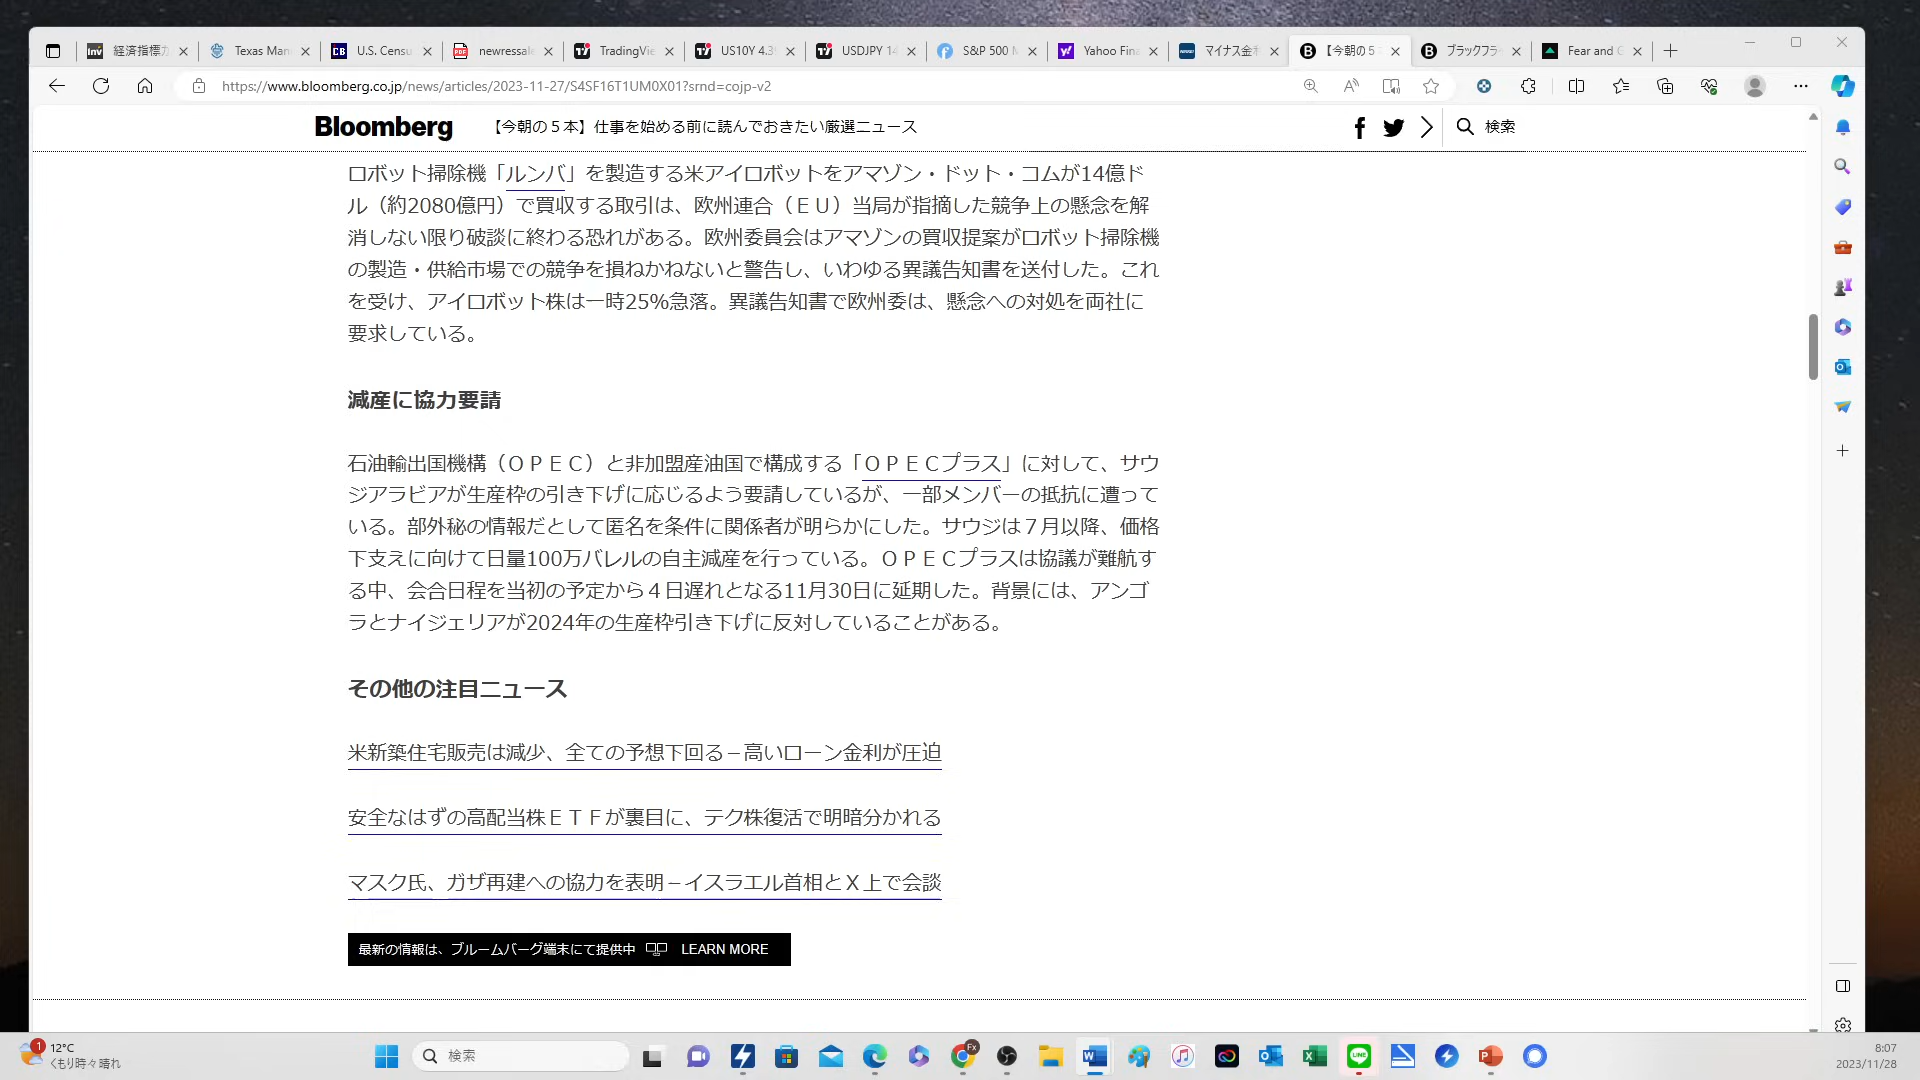 経済指標カ
Texas Man
U.S. Censu
newressale
TradingVie
US10Y 4.39
USDJPY 14
S&P 500 M
Yahoo Fina
マイナス金利
【今朝の５本
ブラックフライ
Fear and G
https://www.bloomberg.co.jp/news/articles/2023-11-27/S4SF16T1UM0X01?srnd=cojp-v2
Bloomberg
【今朝の５本】仕事を始める前に読んでおきたい厳選ニュース
検索
ロボット掃除機「ルンバ」を製造する米アイロボットをアマゾン・ドット・コムが14億ド
ル（約2080億円）で買収する取引は、欧州連合（ＥＵ）当局が指摘した競争上の懸念を解
消しない限り破談に終わる恐れがある。欧州委員会はアマゾンの買収提案がロボット掃除機
の製造・供給市場での競争を損ねかねないと警告し、いわゆる異議告知書を送付した。これ
を受け、アイロボット株は一時25%急落。異議告知書で欧州委は、懸念への対処を両社に
要求している。
減産に協力要請
石油輸出国機構（ＯＰＥＣ）と非加盟産油国で構成する「ＯＰＥＣプラス」に対して、サウ
ジアラビアが生産枠の引き下げに応じるよう要請しているが、一部メンバーの抵抗に遭って
いる。部外秘の情報だとして匿名を条件に関係者が明らかにした。サウジは７月以降、価格
下支えに向けて日量100万バレルの自主減産を行っている。ＯＰＥＣプラスは協議が難航す
る中、会合日程を当初の予定から４日遅れとなる11月30日に延期した。背景には、アンゴ
ラとナイジェリアが2024年の生産枠引き下げに反対していることがある。
その他の注目ニュース
米新築住宅販売は減少、全ての予想下回る－高いローン金利が圧迫
安全なはずの高配当株ＥＴＦが裏目に、テク株復活で明暗分かれる
マスク氏、ガザ再建への協力を表明－イスラエル首相とＸ上で会談
最新の情報は、ブルームバーグ端末にて提供中 LEARN MORE
1
12°C
くもり時々晴れ
検索
Fx
LINE
8:07
2023/11/28